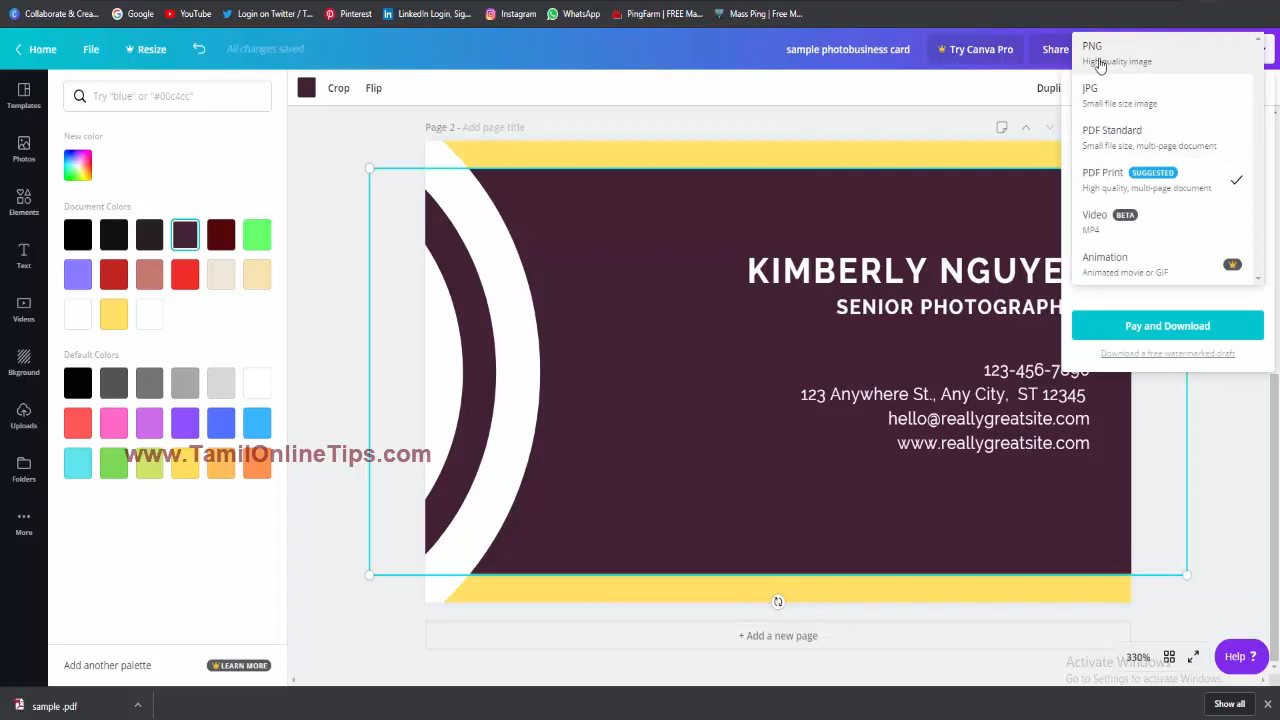 Collaborate & Crea...
Google
YouTube
Login on Twitter / T...
Pinterest
LinkedIn Login, Sig...
Instagram
WhatsApp
PingFarm | FREE Ma...
Mass Ping | Free M...
Home
File
Resize
All changes saved
sample photobusiness card
Try Canva Pro
Share
Templates
Photos
Elements
Text
Videos
Bkground
Uploads
Folders
More
Try "blue" or "#00c4cc"
New color
Document Colors
Default Colors
Add another palette
LEARN MORE
Crop
Flip
Dupli
Page 2 - Add page title
PNG
High quality image
JPG
Small file size image
PDF Standard
Small file size, multi-page document
PDF Print SUGGESTED
High quality, multi-page document
Video BETA
MP4
Animation
Animated movie or GIF
Pay and Download
Download a free watermarked draft
KIMBERLY NGUYE
SENIOR PHOTOGRAPH
123-456-7890
123 Anywhere St., Any City, ST 12345
hello@reallygreatsite.com
www.reallygreatsite.com
www.TamilOnlineTips.com
+ Add a new page
330%
Help ?
Activate Windows
Go to Settings to activate Windows.
sample .pdf
Show all